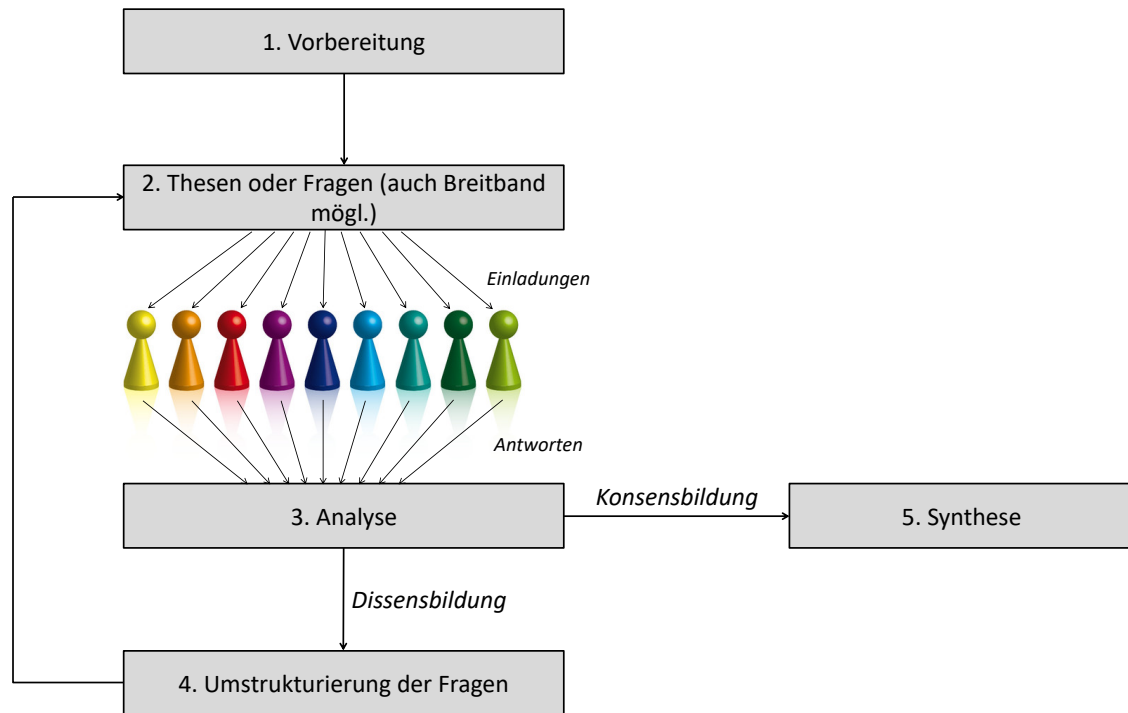 1. Vorbereitung
2. Thesen oder Fragen (auch Breitband
mögl.)
Einladungen
Antworten
3. Analyse
Konsensbildung
5. Synthese
Dissensbildung
4. Umstrukturierung der Fragen